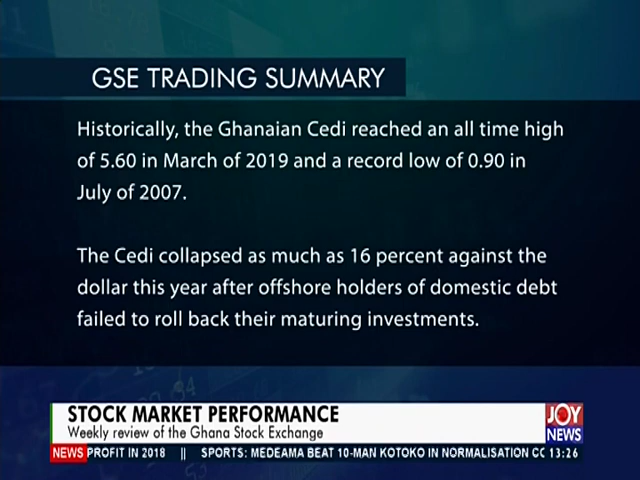 GSE TRADING SUMMARY
Historically, the Ghanaian Cedi reached an all time high
of 5.60 in March of 2019 and a record low of 0.90 in
July of 2007.
The Cedi collapsed as much as 16 percent against the
dollar this year after offshore holders of domestic debt
failed to roll back their maturing investments.
STOCK MARKET PERFORMANCE
Weekly review of the Ghana Stock Exchange
JOY
NEWS
NEWS PROFIT IN 2018 || SPORTS: MEDEAMA BEAT 10-MAN KOTOKO IN NORMALISATION CC 13:26